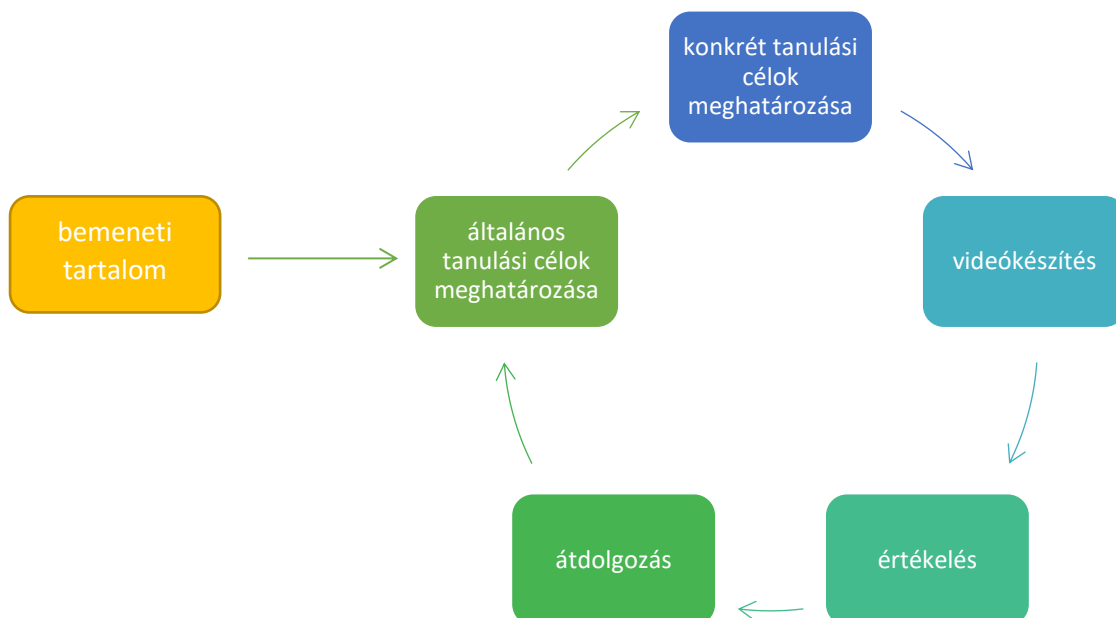 konkrét tanulási
célok
meghatározása
bemeneti
tartalom
általános
tanulási célok
meghatározása
videókészítés
átdolgozás
értékelés